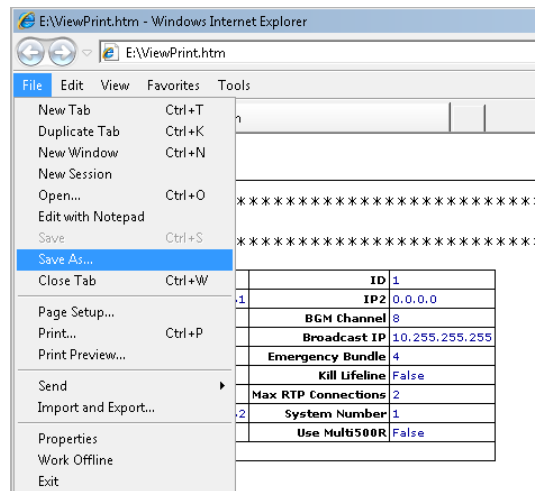 E:\ViewPrint.htm - Windows Internet Explorer
E:\ViewPrint.htm
File Edit View Favorites Tools
New Tab Ctrl+T
Duplicate Tab Ctrl+K
New Window Ctrl+N
New Session
Open... Ctrl+O
Edit with Notepad
Save Ctrl+S
Save As...
Close Tab Ctrl+W
Page Setup...
Print... Ctrl+P
Print Preview...
Send
Import and Export...
Properties
Work Offline
Exit
* * * * * * * * * * * * * * * * * * * * * * * * *
* * * * * * * * * * * * * * * * * * * * * * * * *
ID 1
1 IP2 0.0.0.0
BGM Channel 8
Broadcast IP 10.255.255.255
Emergency Bundle 4
Kill Lifeline False
Max RTP Connections 2
2 System Number 1
Use Multi500R False